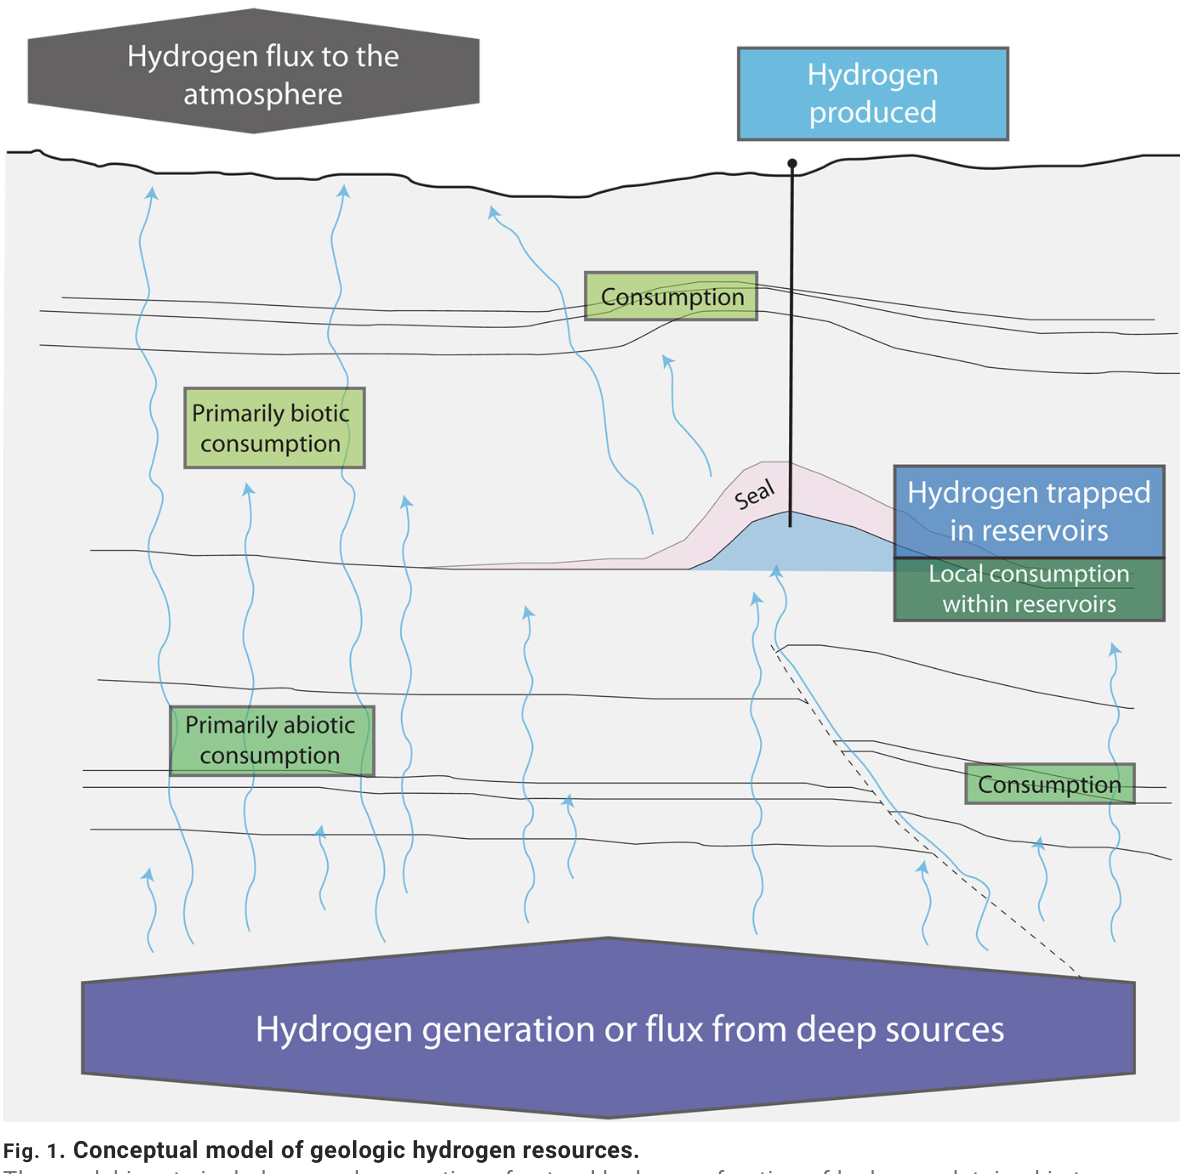 Hydrogen flux to the
atmosphere
Hydrogen
produced
Consumption
Primarily biotic
consumption
Seal
Hydrogen trapped
in reservoirs
Local consumption
within reservoirs
Primarily abiotic
consumption
Consumption
Hydrogen generation or flux from deep sources
Fig. 1. Conceptual model of geologic hydrogen resources.